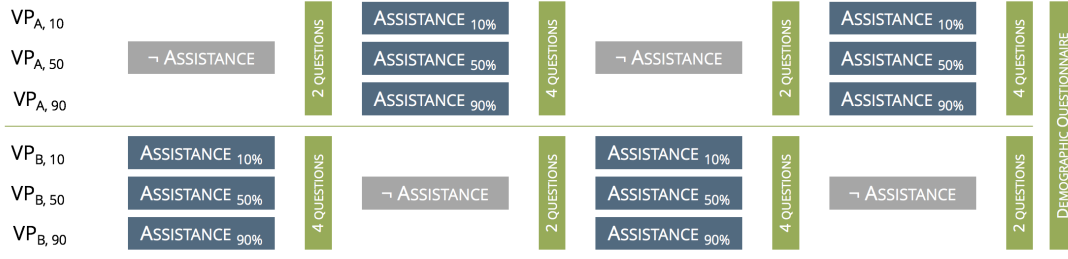 VPA, 10
VPA, 50
VPA, 90
¬ ASSISTANCE
2 QUESTIONS
ASSISTANCE 10%
ASSISTANCE 50%
ASSISTANCE 90%
4 QUESTIONS
¬ ASSISTANCE
2 QUESTIONS
ASSISTANCE 10%
ASSISTANCE 50%
ASSISTANCE 90%
4 QUESTIONS
VPB, 10
VPB, 50
VPB, 90
ASSISTANCE 10%
ASSISTANCE 50%
ASSISTANCE 90%
4 QUESTIONS
¬ ASSISTANCE
2 QUESTIONS
ASSISTANCE 10%
ASSISTANCE 50%
ASSISTANCE 90%
4 QUESTIONS
¬ ASSISTANCE
2 QUESTIONS
DEMOGRAPHIC QUESTIONNAIRE